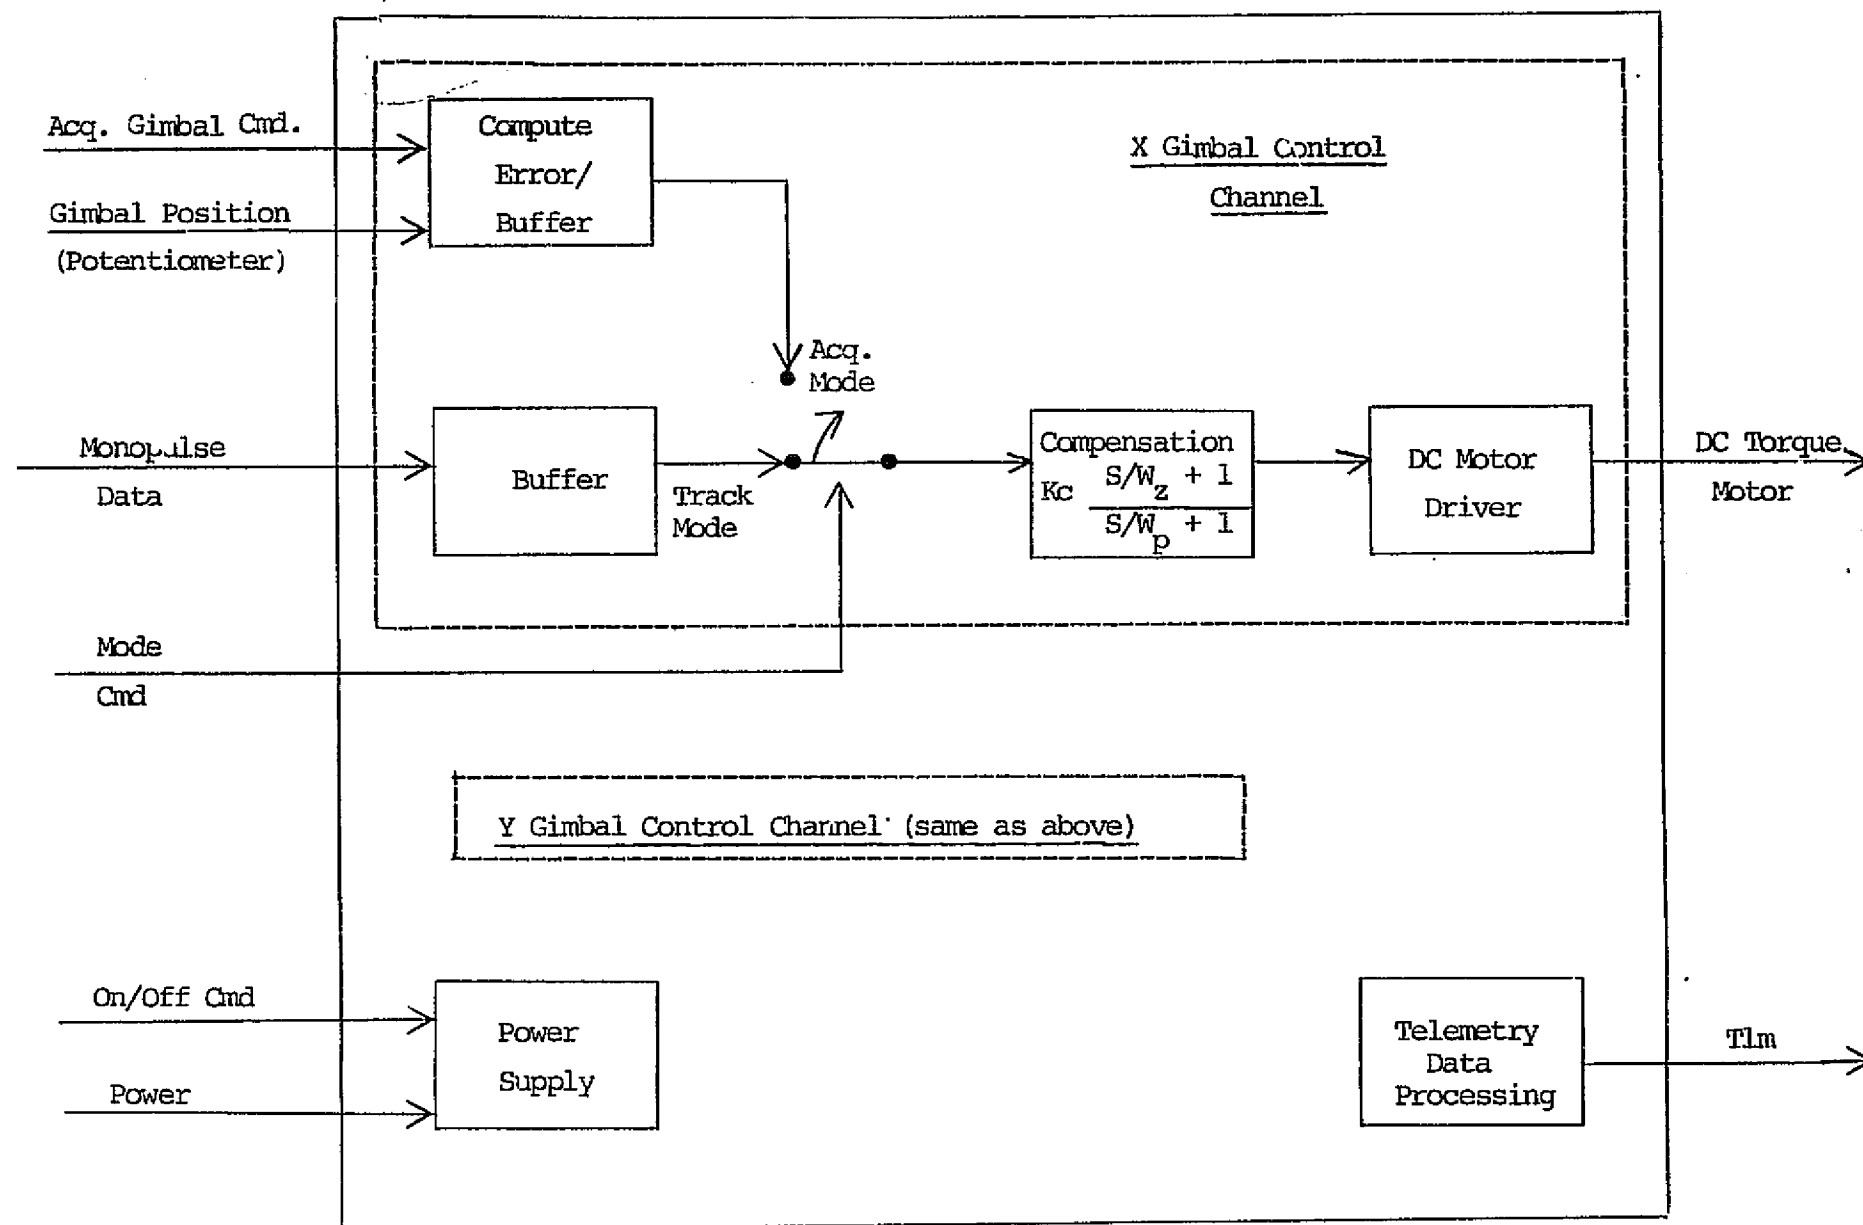 Acq. Gimbal Cmd.
Gimbal Position
(Potentiometer)
Compute
Error/
Buffer
X Gimbal Control
Channel
Acq.
Mode
Monopulse
Data
Buffer
Track
Mode
Compensation
Kc S/Wz + 1
S/Wp + 1
DC Motor
Driver
DC Torque
Motor
Mode
Cmd
Y Gimbal Control Channel (same as above)
On/Off Cmd
Power
Power
Supply
Telemetry
Data
Processing
Tlm